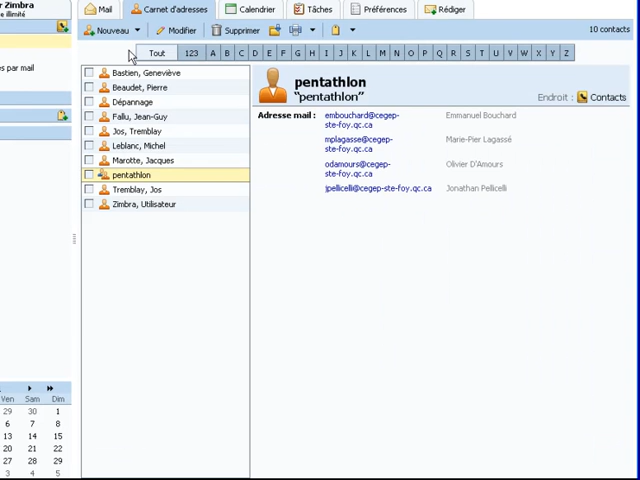 r Zimbra
e illimité
es par mail
Mail
Carnet d'adresses
Calendrier
Tâches
Préférences
Rédiger
Nouveau
Modifier
Supprimer
10 contacts
Tout 123 A B C D E F G H I J K L M N O P Q R S T U V W X Y Z
Bastien, Geneviève
Beaudet, Pierre
Dépannage
Fallu, Jean-Guy
Jos, Tremblay
Leblanc, Michel
Marotte, Jacques
pentathlon
Tremblay, Jos
Zimbra, Utilisateur
pentathlon
"pentathlon"
Endroit : Contacts
Adresse mail :
embouchard@cegep-
ste-foy.qc.ca
Emmanuel Bouchard
mplagasse@cegep-
ste-foy.qc.ca
Marie-Pier Lagassé
odamours@cegep-
ste-foy.qc.ca
Olivier D'Amours
jpellicelli@cegep-ste-foy.qc.ca
Jonathan Pellicelli
Ven Sam Dim
29 30 1
6 7 8
13 14 15
20 21 22
27 28 29
3 4 5